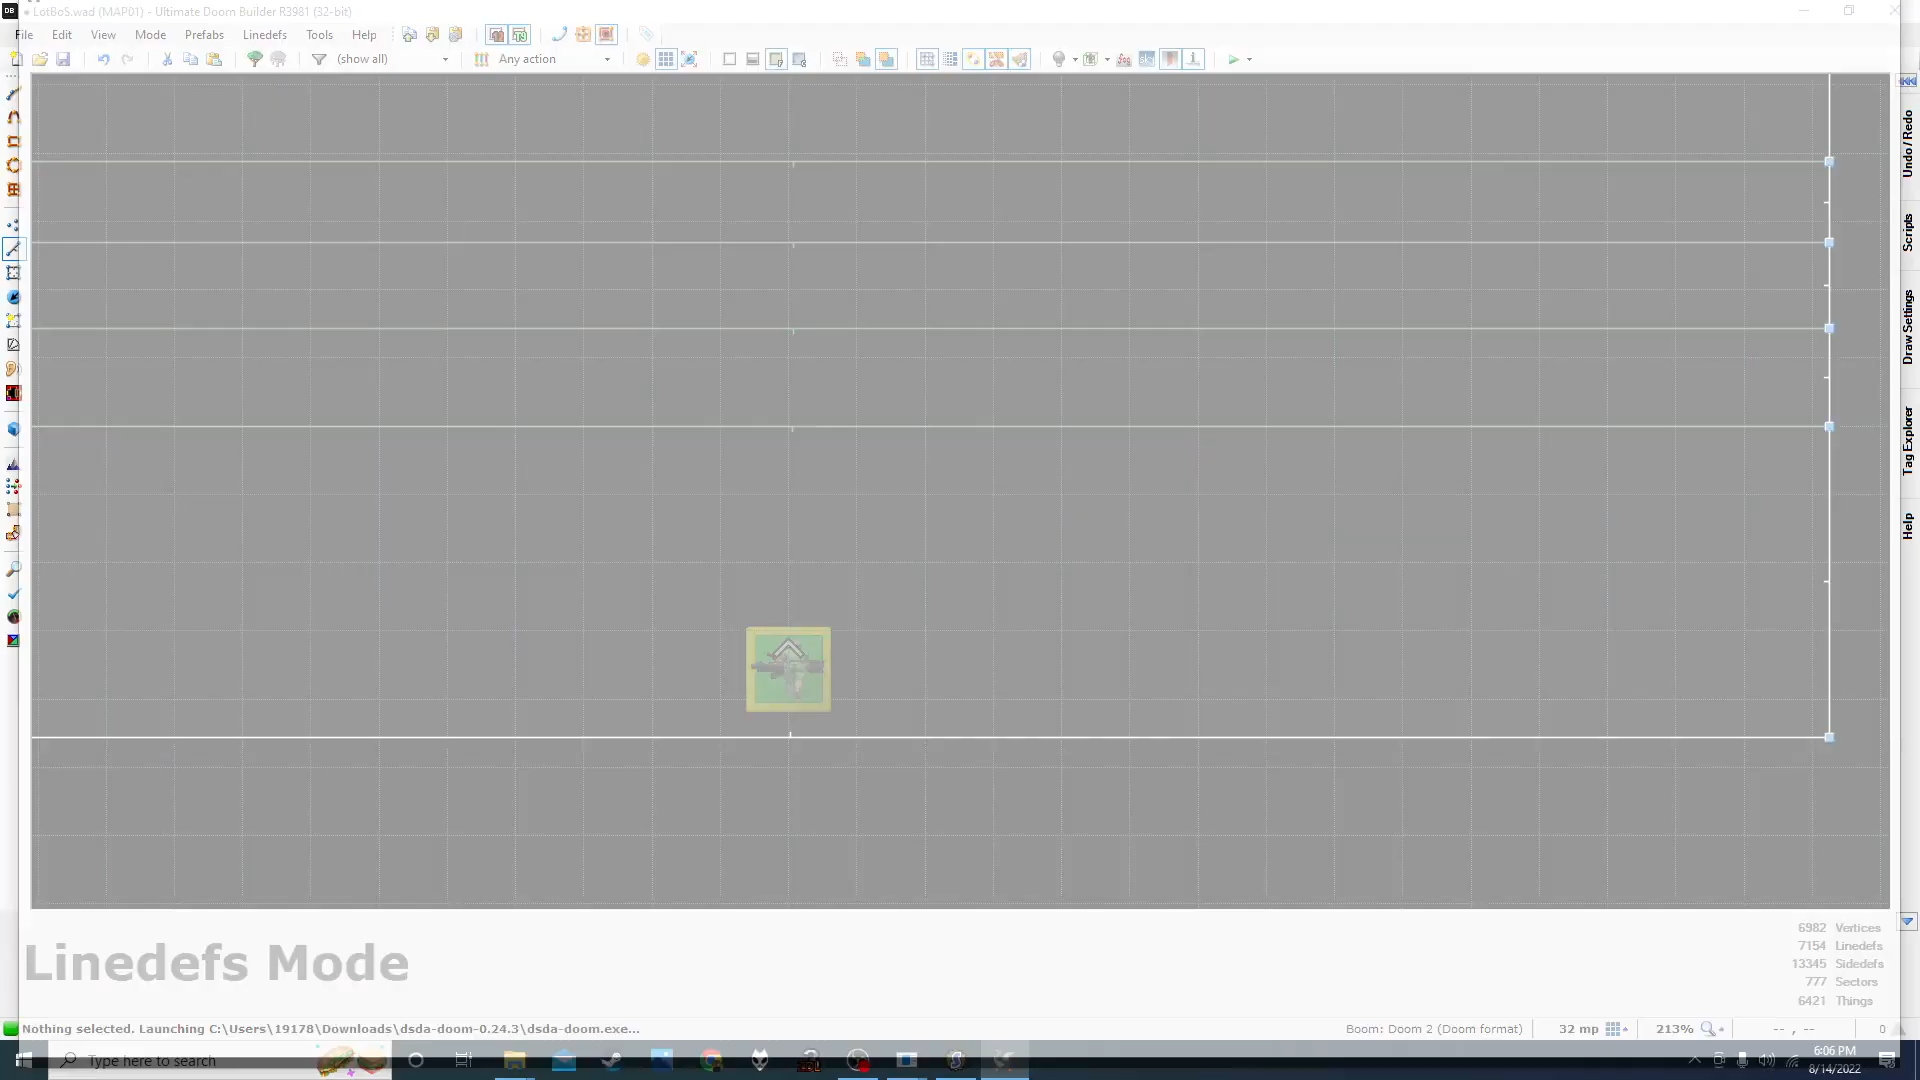 DB LotBoS.wad (MAP01) - Ultimate Doom Builder R3981 (32-bit)
File Edit View Mode Prefabs Linedefs Tools Help
(show all) Any action
Undo / Redo
Scripts
Draw Settings
Tag Explorer
Help
Linedefs Mode
6982 Vertices
7154 Linedefs
13345 Sidedefs
777 Sectors
6421 Things
Nothing selected. Launching C:\Users\19178\Downloads\dsda-doom-0.24.3\dsda-doom.exe... Boom: Doom 2 (Doom format) 32 mp 213% -- , -- 0
Type here to search
6:06 PM
8/14/2022